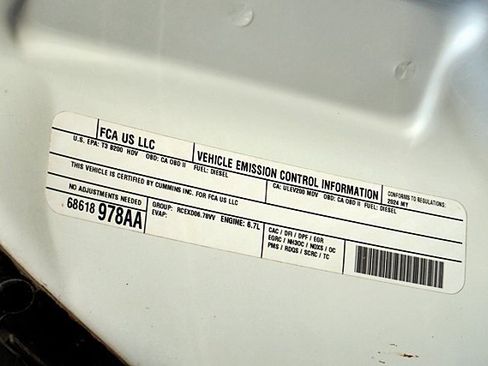 FCA US LLC
VEHICLE EMISSION CONTROL INFORMATION
CONFORMS TO REGULATIONS:
2024 MY
U.S. EPA: T3 B200 HDV OBD: CA OBD II FUEL: DIESEL
CA: ULEV200 MDV OBD: CA OBD II FUEL: DIESEL
THIS VEHICLE IS CERTIFIED BY CUMMINS INC. FOR FCA US LLC
NO ADJUSTMENTS NEEDED
68618 978AA
GROUP: RCEXD06.78VV ENGINE: 6.7L
EVAP:
CAC / DFI / DPF / EGR
EGRC / NH3OC / NOXS / OC
PMS / RDQS / SCRC / TC